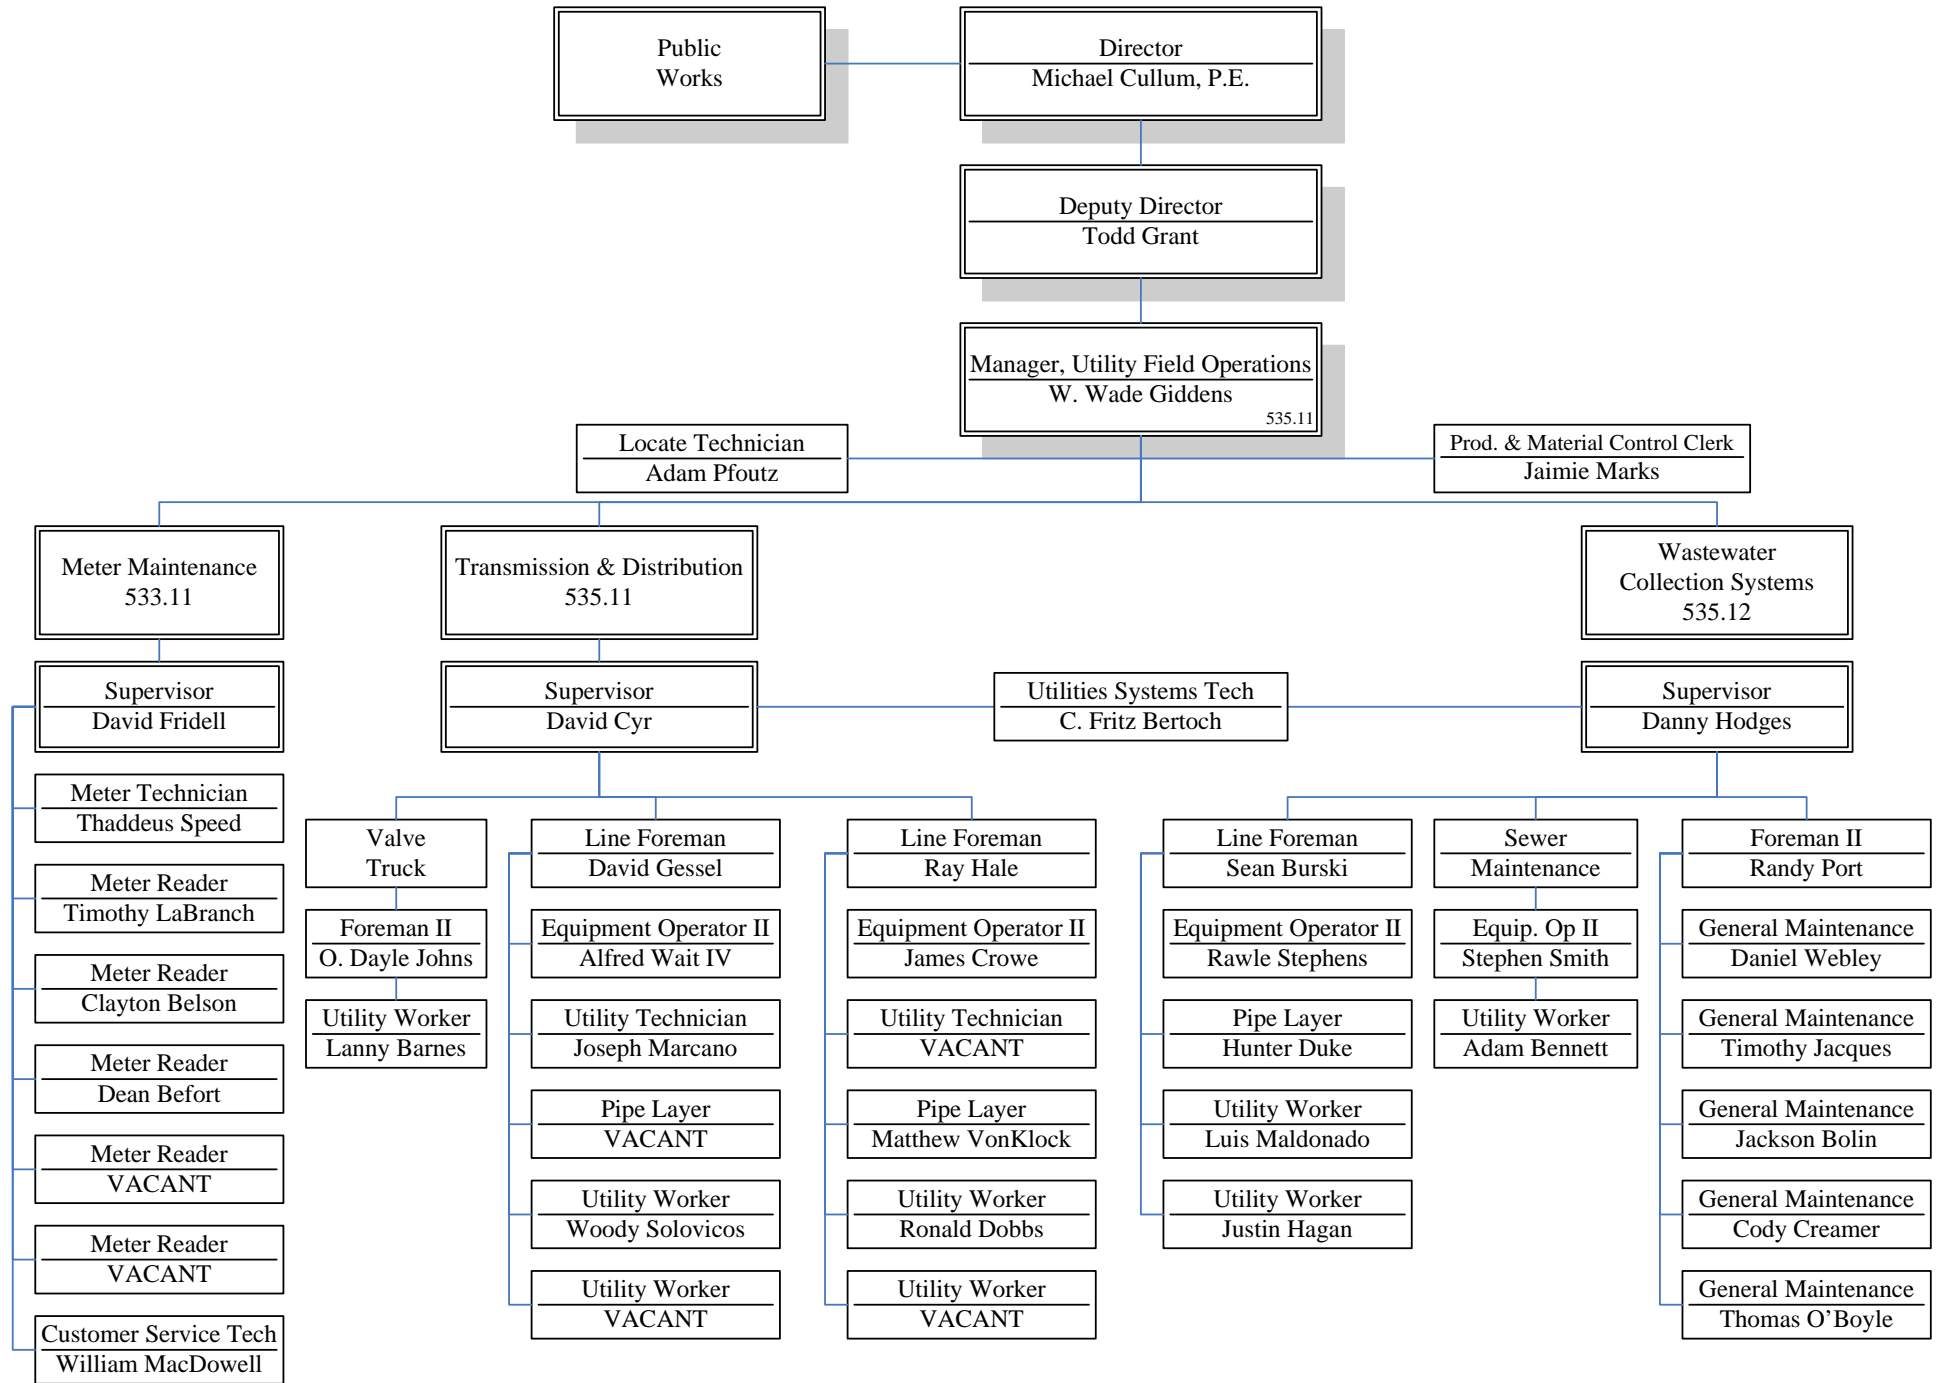 Public
Works
Director
Michael Cullum, P.E.
Deputy Director
Todd Grant
Manager, Utility Field Operations
W. Wade Giddens
535.11
Locate Technician
Adam Pfoutz
Prod. & Material Control Clerk
Jaimie Marks
Meter Maintenance
533.11
Transmission & Distribution
535.11
Wastewater
Collection Systems
535.12
Supervisor
David Fridell
Supervisor
David Cyr
Utilities Systems Tech
C. Fritz Bertoch
Supervisor
Danny Hodges
Meter Technician
Thaddeus Speed
Meter Reader
Timothy LaBranch
Meter Reader
Clayton Belson
Meter Reader
Dean Befort
Meter Reader
VACANT
Meter Reader
VACANT
Customer Service Tech
William MacDowell
Valve
Truck
Foreman II
O. Dayle Johns
Utility Worker
Lanny Barnes
Line Foreman
David Gessel
Equipment Operator II
Alfred Wait IV
Utility Technician
Joseph Marcano
Pipe Layer
VACANT
Utility Worker
Woody Solovicos
Utility Worker
VACANT
Line Foreman
Ray Hale
Equipment Operator II
James Crowe
Utility Technician
VACANT
Pipe Layer
Matthew VonKlock
Utility Worker
Ronald Dobbs
Utility Worker
VACANT
Line Foreman
Sean Burski
Equipment Operator II
Rawle Stephens
Pipe Layer
Hunter Duke
Utility Worker
Luis Maldonado
Utility Worker
Justin Hagan
Sewer
Maintenance
Equip. Op II
Stephen Smith
Utility Worker
Adam Bennett
Foreman II
Randy Port
General Maintenance
Daniel Webley
General Maintenance
Timothy Jacques
General Maintenance
Jackson Bolin
General Maintenance
Cody Creamer
General Maintenance
Thomas O’Boyle